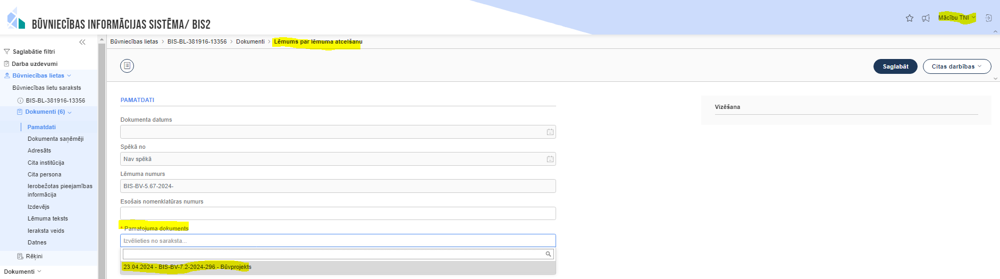 BŪVNIECĪBAS INFORMĀCIJAS SISTĒMA/ BIS2
Mācību TNI
Saglabātie filtri
Darba uzdevumi
Būvniecības lietas
Būvniecības lietu saraksts
BIS-BL-381916-13356
Dokumenti (6)
Pamatdati
Dokumenta saņēmēji
Adresāts
Cita institūcija
Cita persona
Ierobežotas pieejamības
informācija
Izdevējs
Lēmuma teksts
Ieraksta veids
Datnes
Rēķini
Dokumenti
Būvniecības lietas > BIS-BL-381916-13356 > Dokumenti > Lēmums par lēmuma atcelšanu
Saglabāt
Citas darbības
PAMATDATI
Dokumenta datums
Spēkā no
Nav spēkā
Lēmuma numurs
BIS-BV-5.67-2024-
Esošais nomenklatūras numurs
* Pamatojuma dokuments
Izvēlieties no saraksta...
23.04.2024 - BIS-BV-7.2-2024-296 - Būvprojekts
Vizēšana